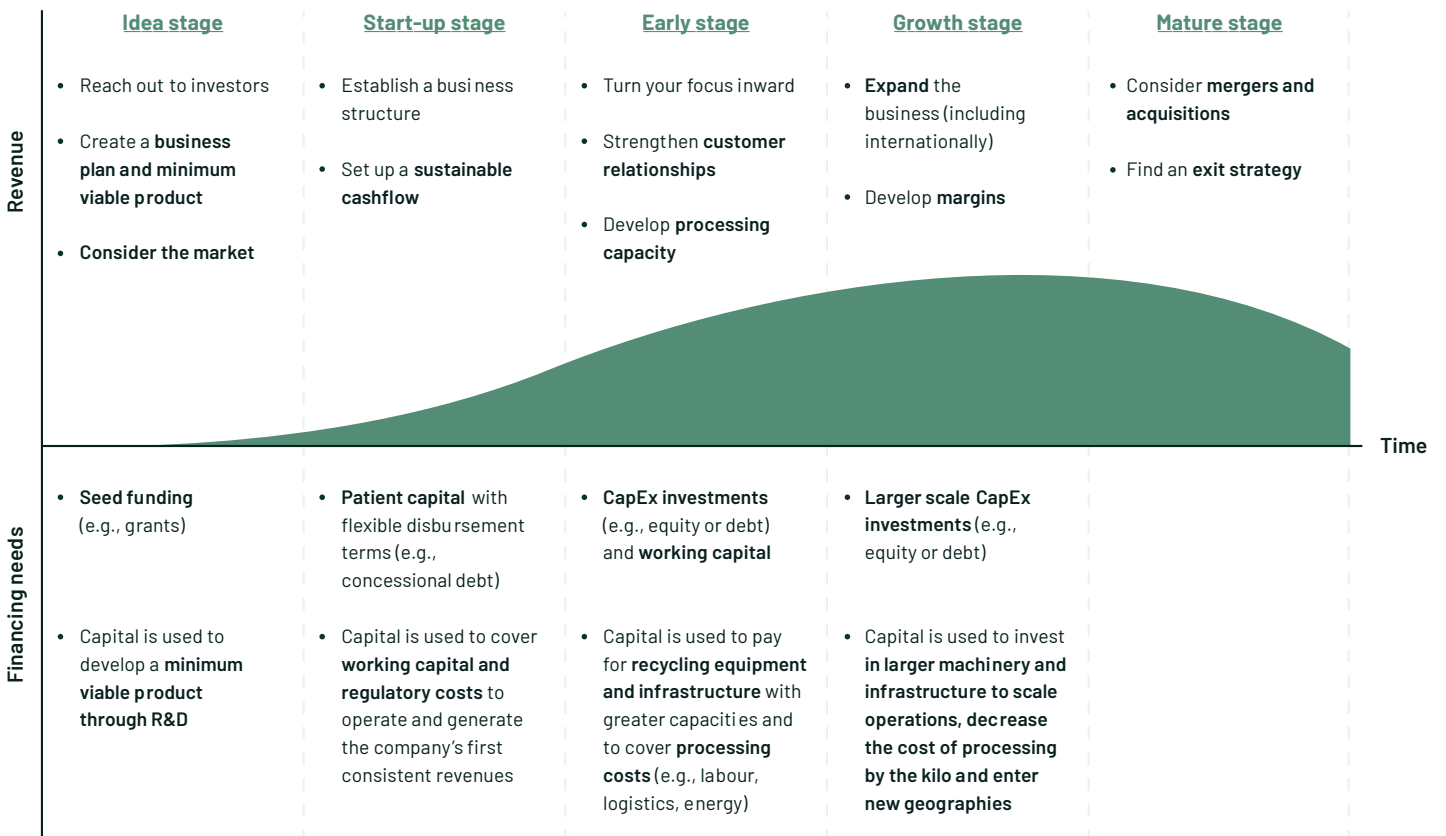 Idea stage
Start-up stage
Early stage
Growth stage
Mature stage
Revenue
• Reach out to investors
• Create a business
plan and minimum
viable product
• Consider the market
• Establish a business
structure
• Set up a sustainable
cashflow
• Turn your focus inward
• Strengthen customer
relationships
• Develop processing
capacity
• Expand the
business (including
internationally)
• Develop margins
• Consider mergers and
acquisitions
• Find an exit strategy
Time
Financing needs
• Seed funding
(e.g., grants)
• Capital is used to
develop a minimum
viable product
through R&D
• Patient capital with
flexible disbursement
terms (e.g.,
concessional debt)
• Capital is used to cover
working capital and
regulatory costs to
operate and generate
the company's first
consistent revenues
• CapEx investments
(e.g., equity or debt)
and working capital
• Capital is used to pay
for recycling equipment
and infrastructure with
greater capacities and
to cover processing
costs (e.g., labour,
logistics, energy)
• Larger scale CapEx
investments (e.g.,
equity or debt)
• Capital is used to invest
in larger machinery and
infrastructure to scale
operations, decrease
the cost of processing
by the kilo and enter
new geographies